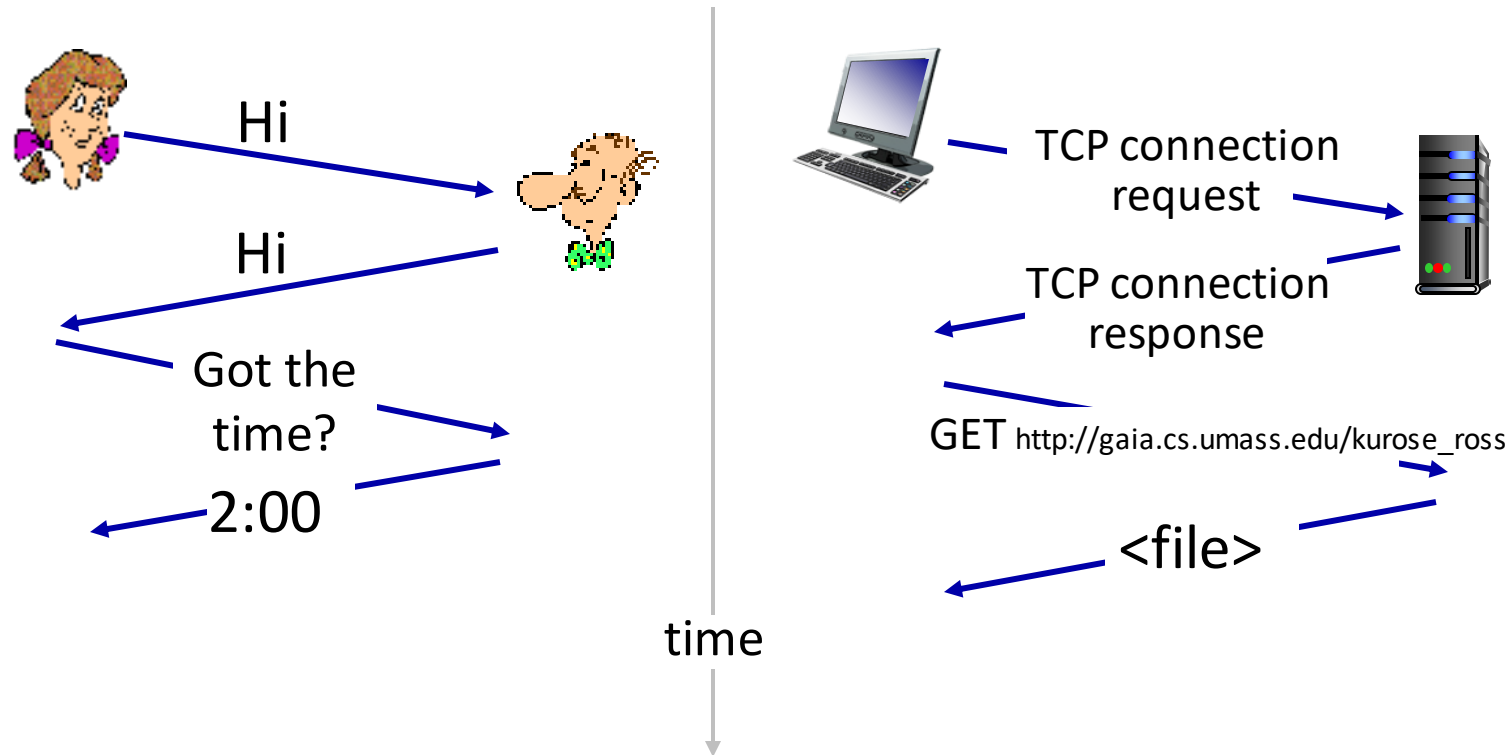 Hi
Hi
Got the
time?
2:00
time
TCP connection
request
TCP connection
response
GET http://gaia.cs.umass.edu/kurose_ross
<file>